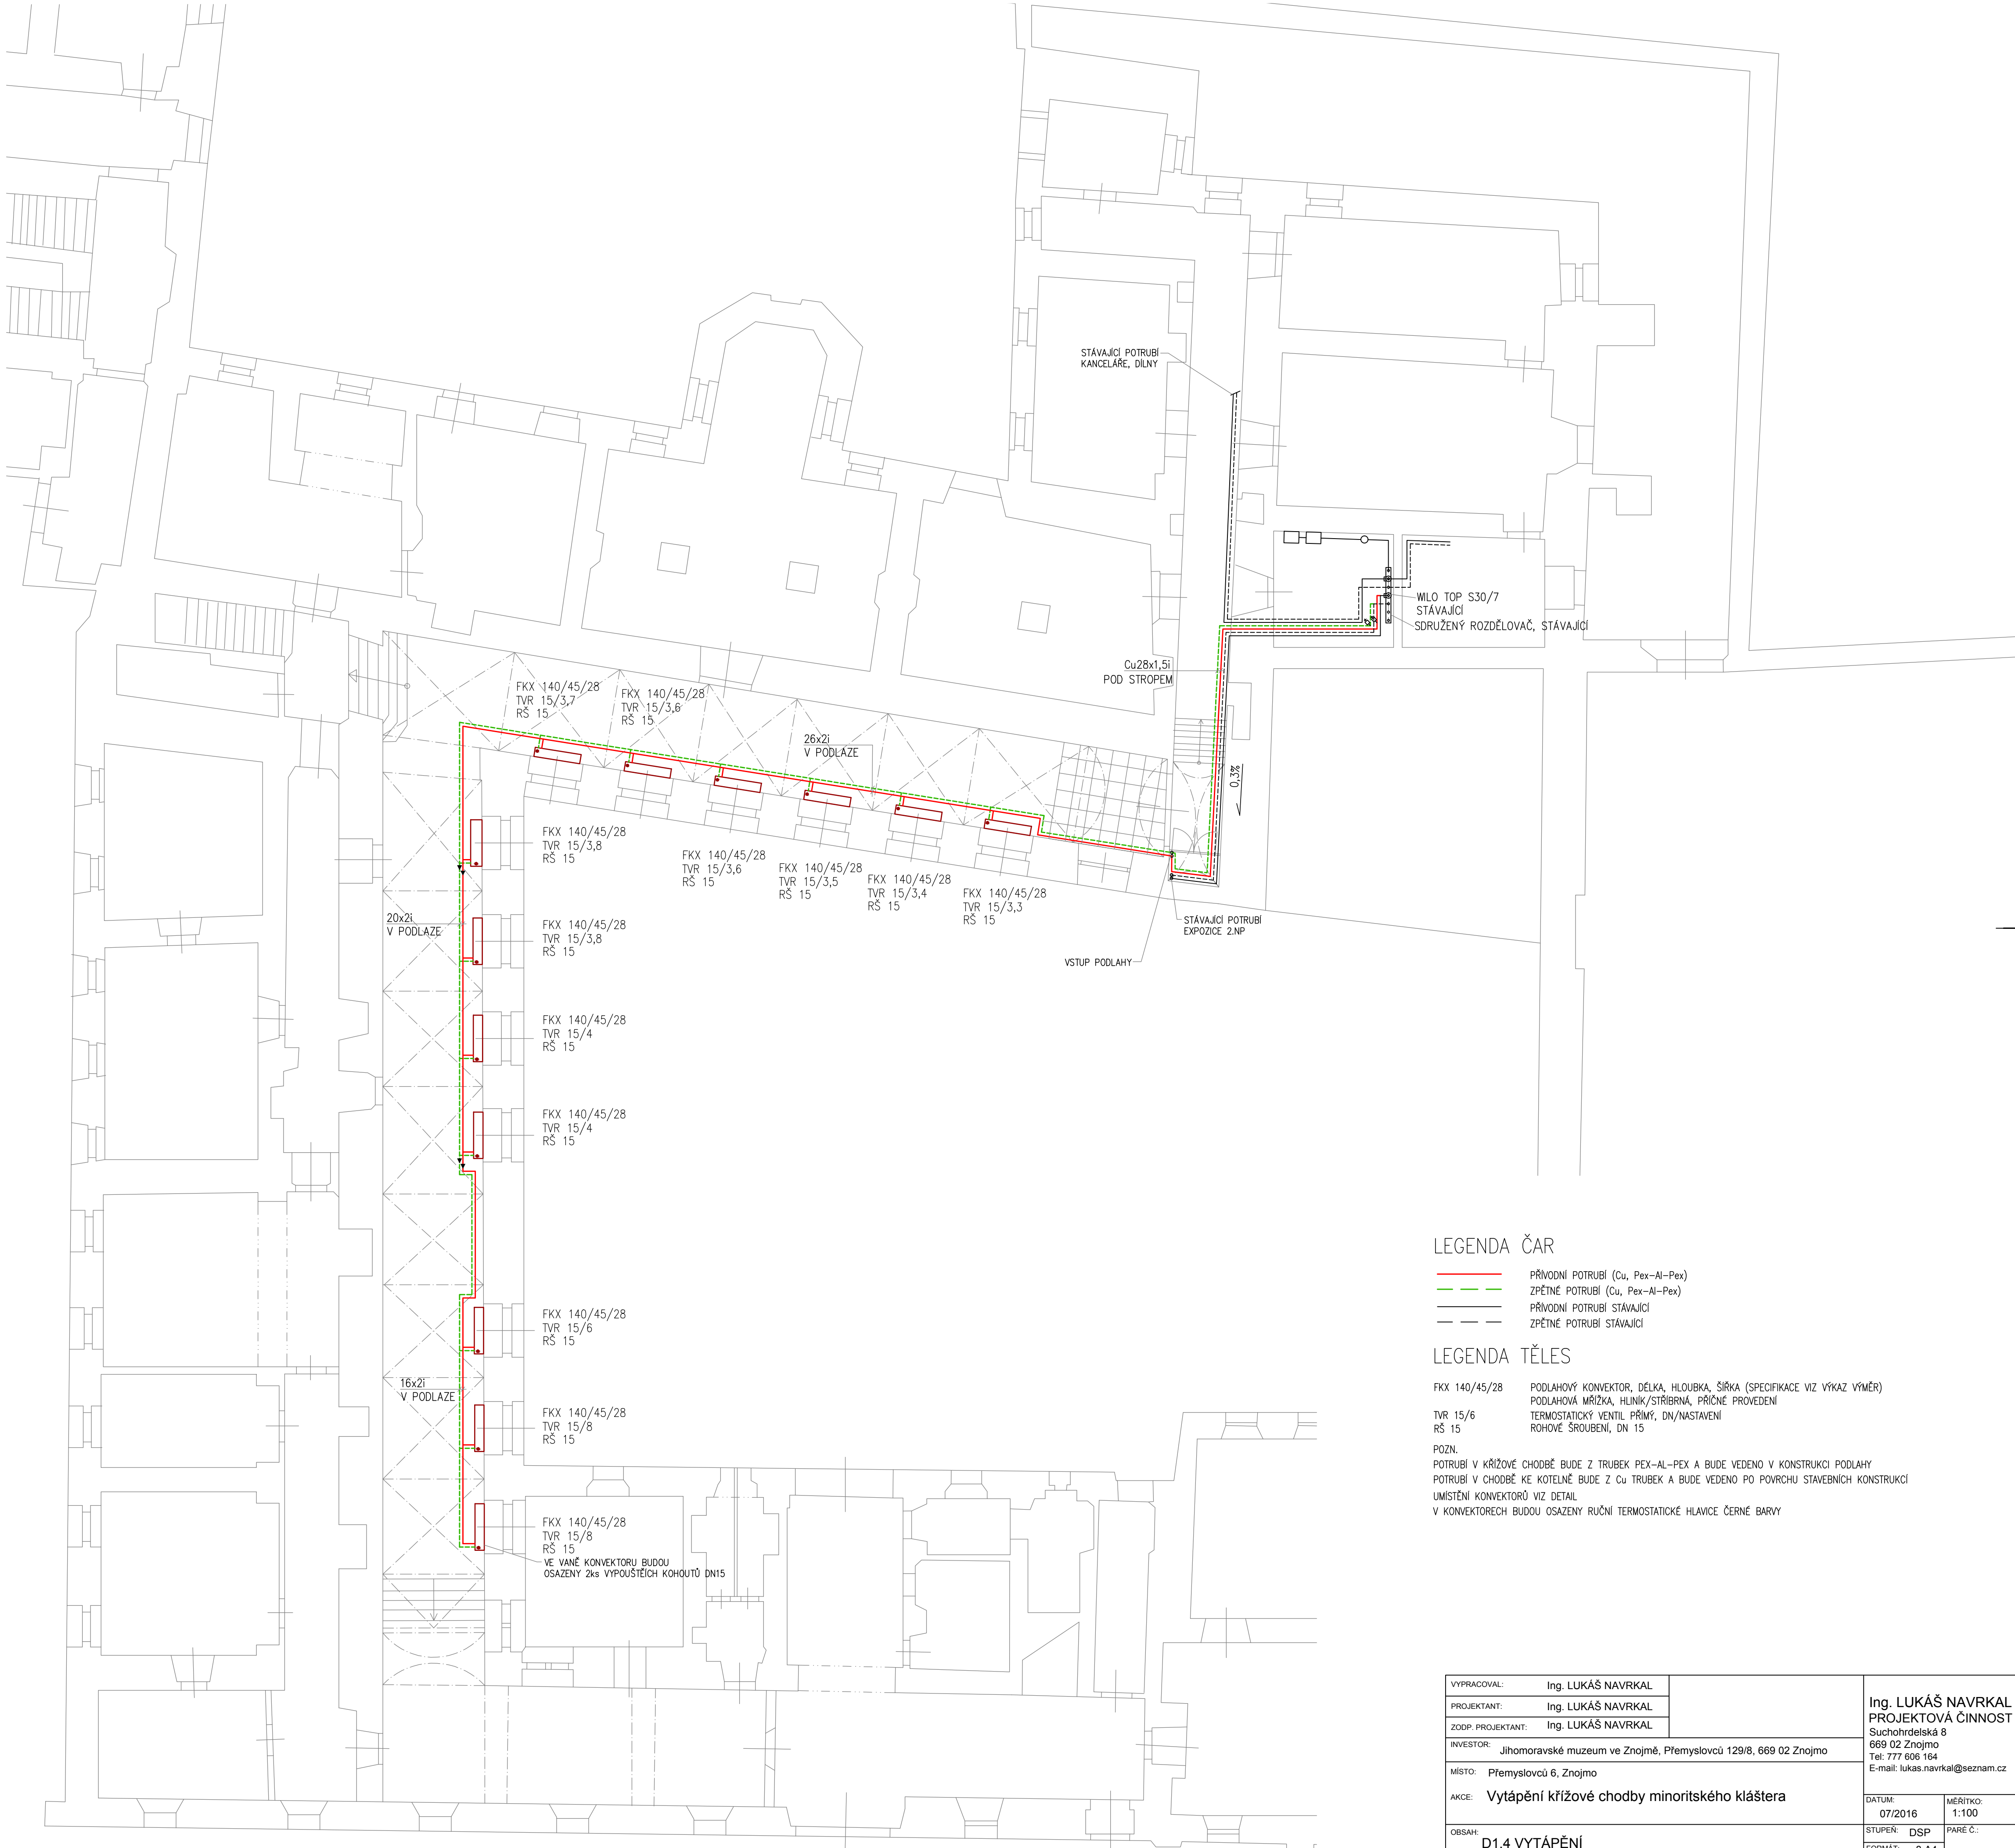 STÁVAJÍCÍ POTRUBÍ
KANCELÁŘE, DÍLNY
WILO TOP S30/7
STÁVAJÍCÍ
SDRUŽENÝ ROZDĚLOVAČ, STÁVAJÍCÍ
Cu28x1,5i
POD STROPEM
0,3%
FKX 140/45/28
TVR 15/3,7
RŠ 15
FKX 140/45/28
TVR 15/3,6
RŠ 15
26x2i
V PODLAZE
FKX 140/45/28
TVR 15/3,8
RŠ 15
FKX 140/45/28
TVR 15/3,6
RŠ 15
FKX 140/45/28
TVR 15/3,5
RŠ 15
FKX 140/45/28
TVR 15/3,4
RŠ 15
FKX 140/45/28
TVR 15/3,3
RŠ 15
20x2i
V PODLAZE
FKX 140/45/28
TVR 15/3,8
RŠ 15
STÁVAJÍCÍ POTRUBÍ
EXPOZICE 2.NP
VSTUP PODLAHY
FKX 140/45/28
TVR 15/4
RŠ 15
FKX 140/45/28
TVR 15/4
RŠ 15
FKX 140/45/28
TVR 15/6
RŠ 15
16x2i
V PODLAZE
FKX 140/45/28
TVR 15/8
RŠ 15
FKX 140/45/28
TVR 15/8
RŠ 15
VE VANĚ KONVEKTORU BUDOU
OSAZENY 2ks VYPOUŠTĚÍCH KOHOUTŮ DN15
LEGENDA ČAR
PŘÍVODNÍ POTRUBÍ (Cu, Pex-Al-Pex)
ZPĚTNÉ POTRUBÍ (Cu, Pex-Al-Pex)
PŘÍVODNÍ POTRUBÍ STÁVAJÍCÍ
ZPĚTNÉ POTRUBÍ STÁVAJÍCÍ
LEGENDA TĚLES
FKX 140/45/28 PODLAHOVÝ KONVEKTOR, DÉLKA, HLOUBKA, ŠÍŘKA (SPECIFIKACE VIZ VÝKAZ VÝMĚR)
PODLAHOVÁ MŘÍŽKA, HLINÍK/STŘÍBRNÁ, PŘÍČNÉ PROVEDENÍ
TVR 15/6 TERMOSTATICKÝ VENTIL PŘÍMÝ, DN/NASTAVENÍ
RŠ 15 ROHOVÉ ŠROUBENÍ, DN 15
POZN.
POTRUBÍ V KŘÍŽOVÉ CHODBĚ BUDE Z TRUBEK PEX-AL-PEX A BUDE VEDENO V KONSTRUKCI PODLAHY
POTRUBÍ V CHODBĚ KE KOTELNĚ BUDE Z Cu TRUBEK A BUDE VEDENO PO POVRCHU STAVEBNÍCH KONSTRUKCÍ
UMÍSTĚNÍ KONVEKTORŮ VIZ DETAIL
V KONVEKTORECH BUDOU OSAZENY RUČNÍ TERMOSTATICKÉ HLAVICE ČERNÉ BARVY
VYPRACOVAL: Ing. LUKÁŠ NAVRKAL
PROJEKTANT: Ing. LUKÁŠ NAVRKAL
ZODP. PROJEKTANT: Ing. LUKÁŠ NAVRKAL
INVESTOR: Jihomoravské muzeum ve Znojmě, Přemyslovců 129/8, 669 02 Znojmo
MÍSTO: Přemyslovců 6, Znojmo
AKCE: Vytápění křížové chodby minoritského kláštera
OBSAH: D1.4 VYTÁPĚNÍ
Ing. LUKÁŠ NAVRKAL
PROJEKTOVÁ ČINNOST
Suchohrdelská 8
669 02 Znojmo
Tel: 777 606 164
E-mail: lukas.navrkal@seznam.cz
DATUM: 07/2016
MĚŘÍTKO: 1:100
STUPEŇ: DSP
PARÉ Č.: